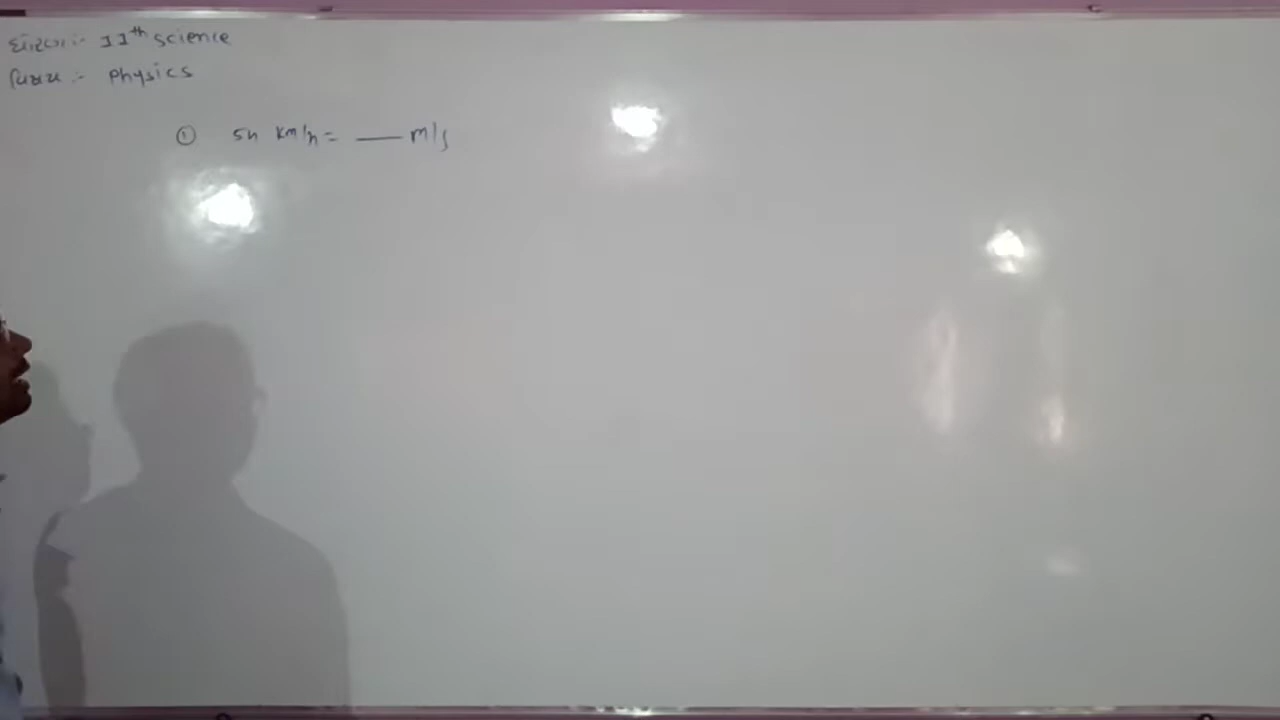 ધોરણ :- 11th science
વિષય :- Physics
① 54 km/h = ___ m/s